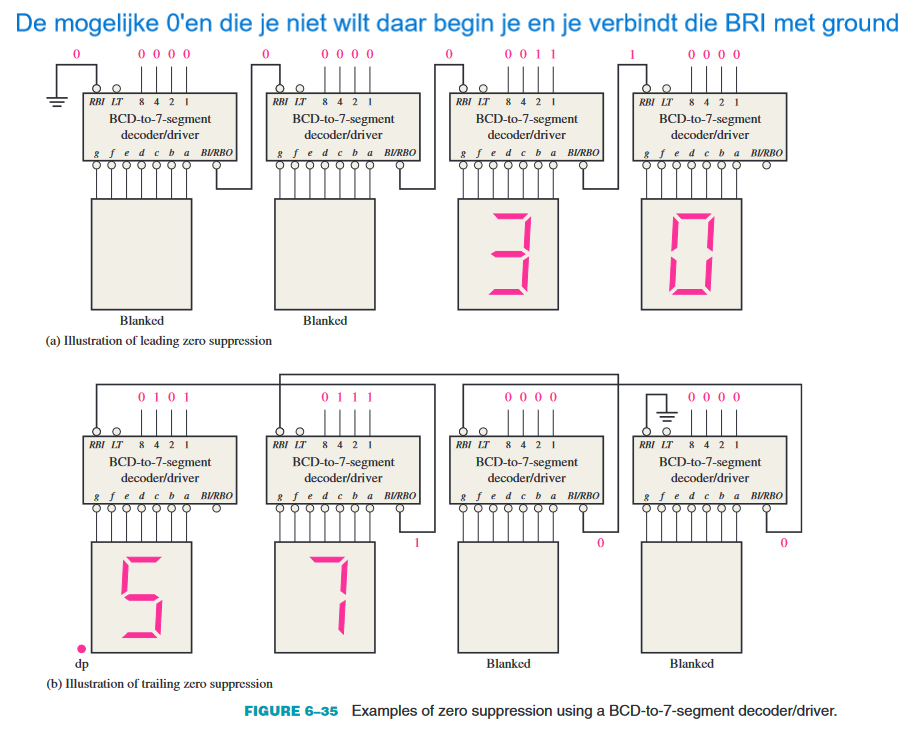 De mogelijke 0'en die je niet wilt daar begin je en je verbindt die BRI met ground
0 0 0 0 0 0 0 0 0 0 0 0 0 1 1 1 0 0 0 0
RBI LT 8 4 2 1 RBI LT 8 4 2 1 RBI LT 8 4 2 1 RBI LT 8 4 2 1
BCD-to-7-segment BCD-to-7-segment BCD-to-7-segment BCD-to-7-segment
decoder/driver decoder/driver decoder/driver decoder/driver
g f e d c b a BI/RBO g f e d c b a BI/RBO g f e d c b a BI/RBO g f e d c b a BI/RBO
3 0
Blanked Blanked
(a) Illustration of leading zero suppression
0 1 0 1 0 1 1 1 0 0 0 0 0 0 0 0
RBI LT 8 4 2 1 RBI LT 8 4 2 1 RBI LT 8 4 2 1 RBI LT 8 4 2 1
BCD-to-7-segment BCD-to-7-segment BCD-to-7-segment BCD-to-7-segment
decoder/driver decoder/driver decoder/driver decoder/driver
g f e d c b a BI/RBO g f e d c b a BI/RBO g f e d c b a BI/RBO g f e d c b a BI/RBO
1 0 0
5 7
dp Blanked Blanked
(b) Illustration of trailing zero suppression
FIGURE 6–35 Examples of zero suppression using a BCD-to-7-segment decoder/driver.